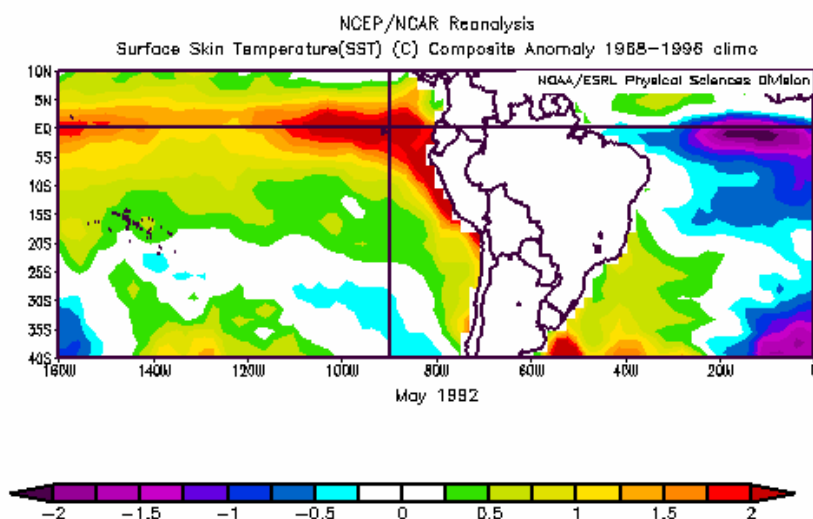 NCEP/NCAR Reanalysis
Surface Skin Temperature(SST) (C) Composite Anomaly 1968-1996 climo
NOAA/ESRL Physical Sciences Division
10N
5N
EQ
5S
10S
15S
20S
25S
30S
35S
40S
160W 140W 120W 100W 80W 60W 40W 20W
May 1992
-2 -1.5 -1 -0.5 0 0.5 1 1.5 2